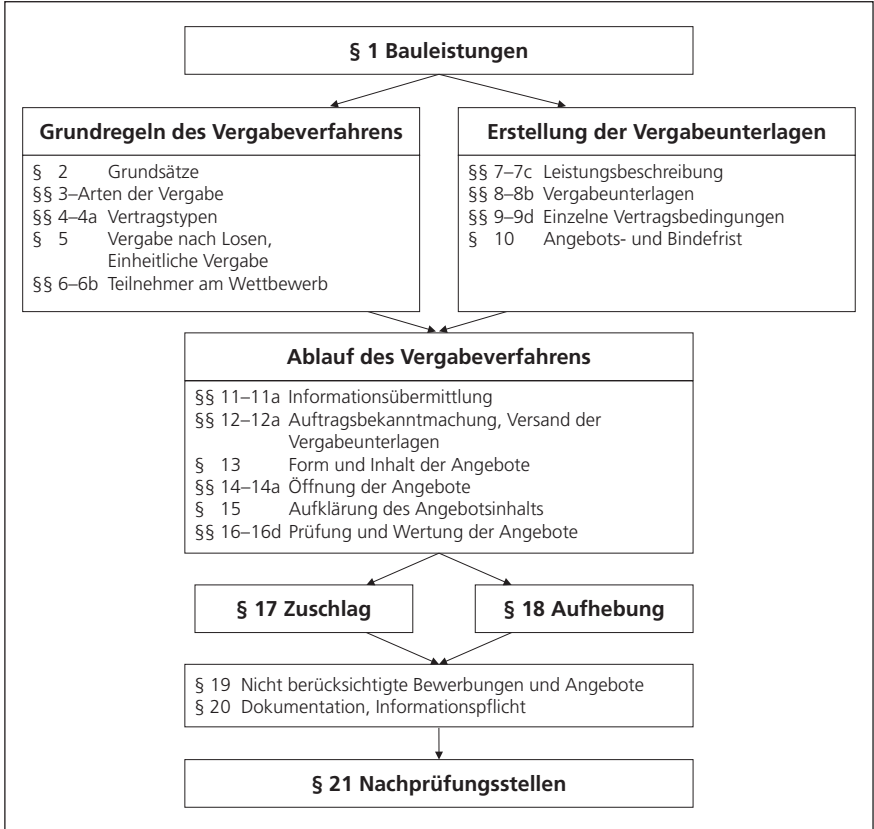 § 1 Bauleistungen
Grundregeln des Vergabeverfahrens
§ 2 Grundsätze
§§ 3–Arten der Vergabe
§§ 4–4a Vertragstypen
§ 5 Vergabe nach Losen,
Einheitliche Vergabe
§§ 6–6b Teilnehmer am Wettbewerb
Erstellung der Vergabeunterlagen
§§ 7–7c Leistungsbeschreibung
§§ 8–8b Vergabeunterlagen
§§ 9–9d Einzelne Vertragsbedingungen
§ 10 Angebots- und Bindefrist
Ablauf des Vergabeverfahrens
§§ 11–11a Informationsübermittlung
§§ 12–12a Auftragsbekanntmachung, Versand der
Vergabeunterlagen
§ 13 Form und Inhalt der Angebote
§§ 14–14a Öffnung der Angebote
§ 15 Aufklärung des Angebotsinhalts
§§ 16–16d Prüfung und Wertung der Angebote
§ 17 Zuschlag
§ 18 Aufhebung
§ 19 Nicht berücksichtigte Bewerbungen und Angebote
§ 20 Dokumentation, Informationspflicht
§ 21 Nachprüfungsstellen